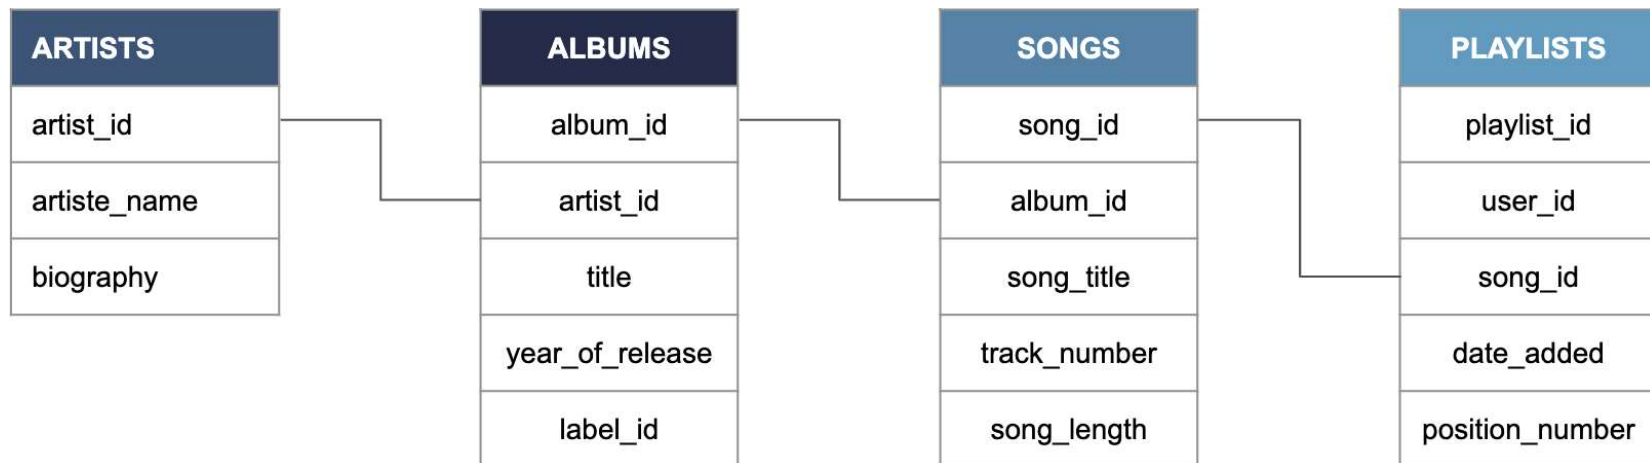 ARTISTS
artist_id
artiste_name
biography
ALBUMS
album_id
artist_id
title
year_of_release
label_id
SONGS
song_id
album_id
song_title
track_number
song_length
PLAYLISTS
playlist_id
user_id
song_id
date_added
position_number